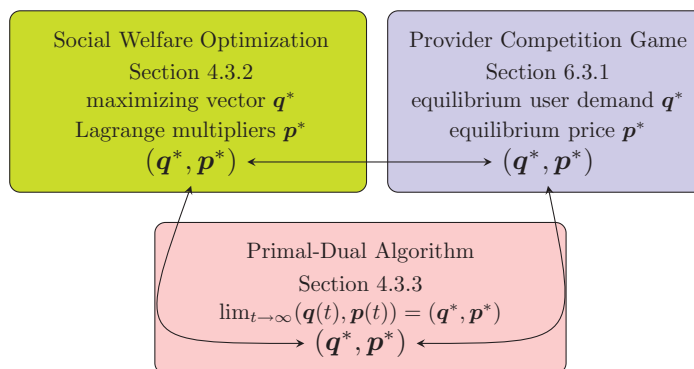 Social Welfare Optimization
Section 4.3.2
maximizing vector q*
Lagrange multipliers p*
(q*, p*)
Provider Competition Game
Section 6.3.1
equilibrium user demand q*
equilibrium price p*
(q*, p*)
Primal-Dual Algorithm
Section 4.3.3
lim_{t→∞}(q(t), p(t)) = (q*, p*)
(q*, p*)